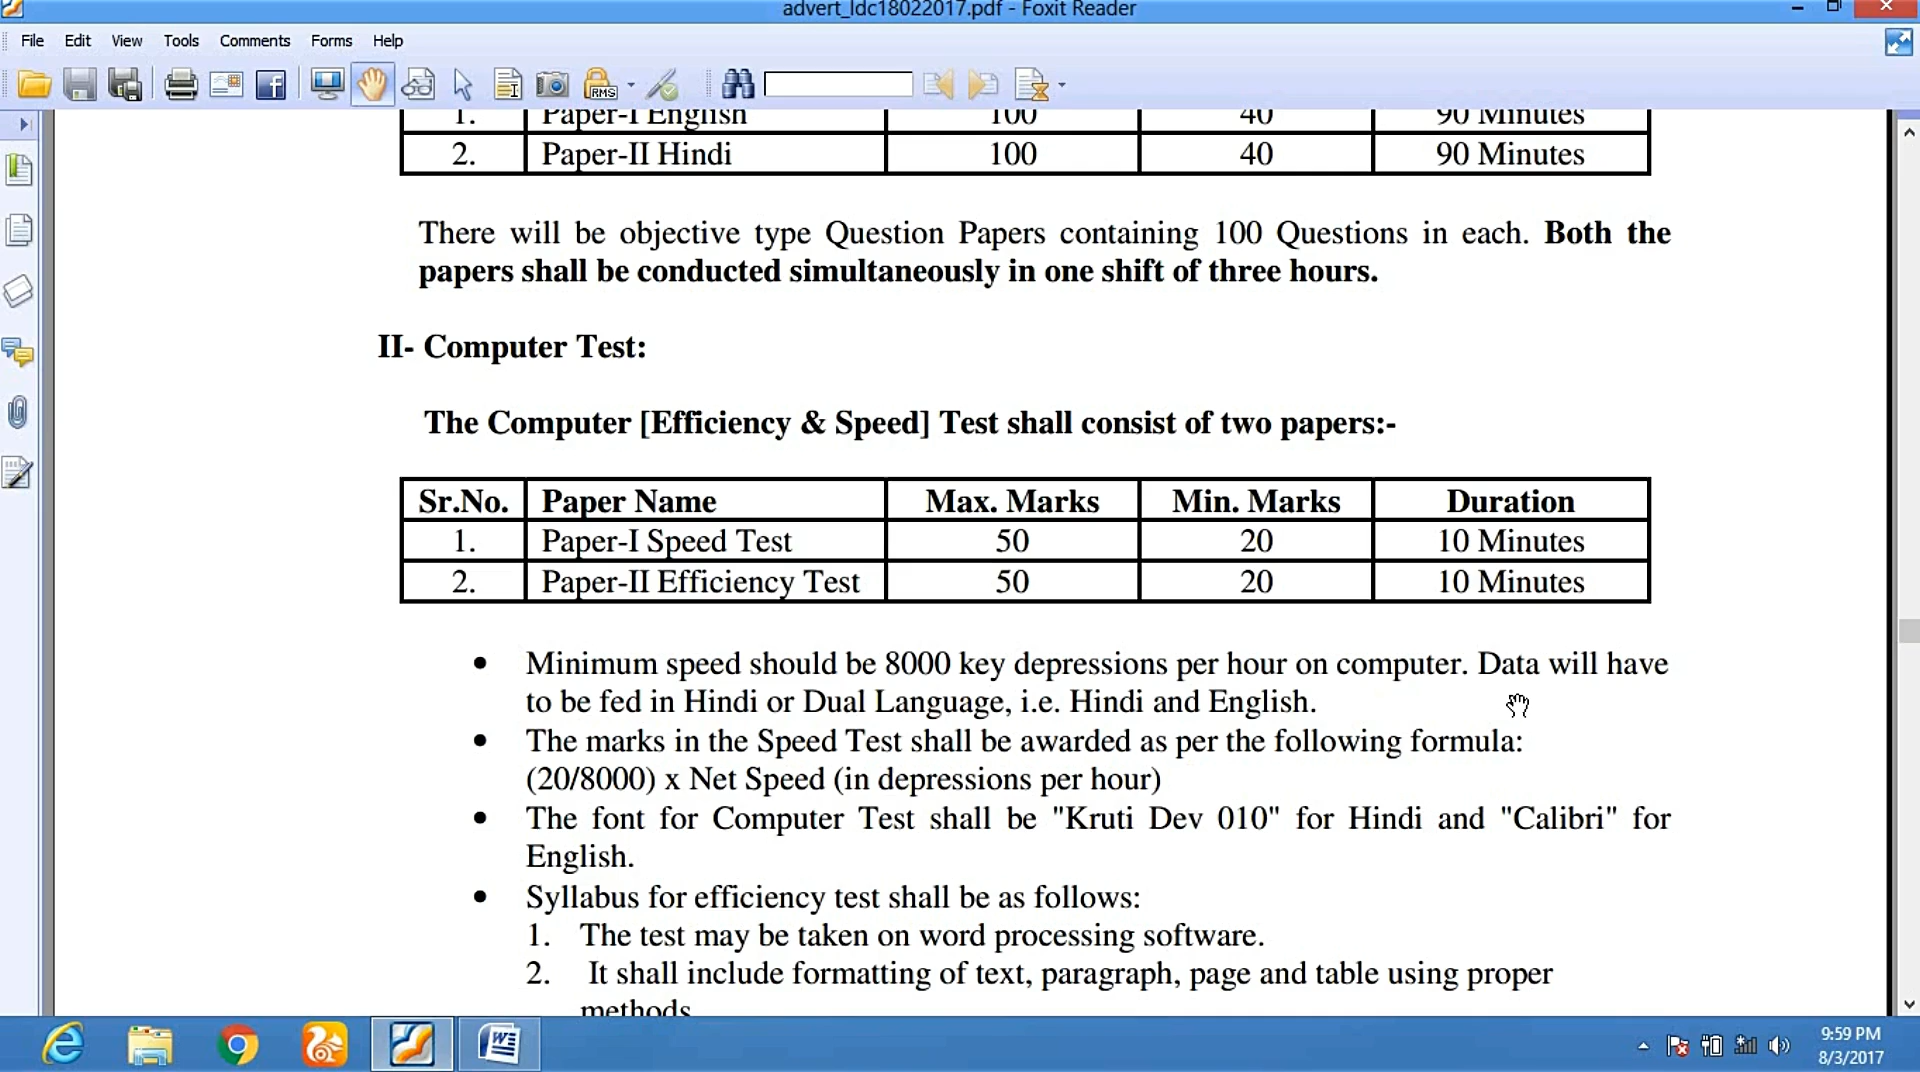 advert_ldc18022017.pdf - Foxit Reader
File Edit View Tools Comments Forms Help
RMS
1. Paper-I English 100 40 90 Minutes
2. Paper-II Hindi 100 40 90 Minutes
There will be objective type Question Papers containing 100 Questions in each. Both the
papers shall be conducted simultaneously in one shift of three hours.
II- Computer Test:
The Computer [Efficiency & Speed] Test shall consist of two papers:-
Sr.No. Paper Name Max. Marks Min. Marks Duration
1. Paper-I Speed Test 50 20 10 Minutes
2. Paper-II Efficiency Test 50 20 10 Minutes
• Minimum speed should be 8000 key depressions per hour on computer. Data will have
to be fed in Hindi or Dual Language, i.e. Hindi and English.
• The marks in the Speed Test shall be awarded as per the following formula:
(20/8000) x Net Speed (in depressions per hour)
• The font for Computer Test shall be "Kruti Dev 010" for Hindi and "Calibri" for
English.
• Syllabus for efficiency test shall be as follows:
1. The test may be taken on word processing software.
2. It shall include formatting of text, paragraph, page and table using proper
methods
9:59 PM
8/3/2017